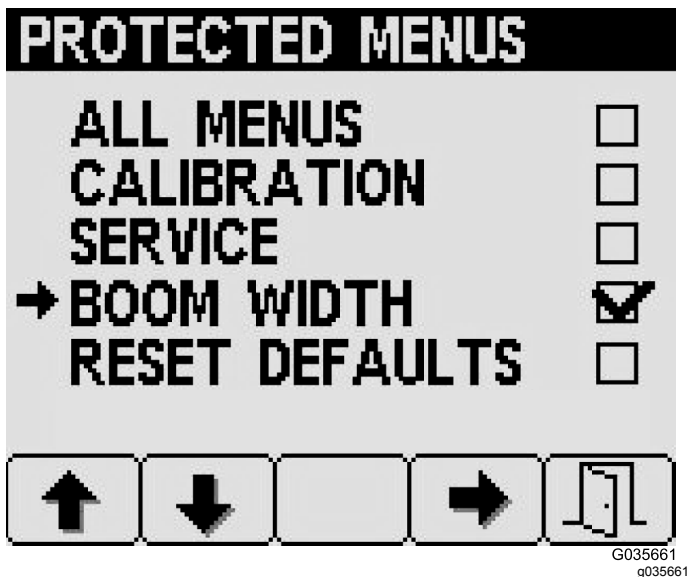 PROTECTED MENUS
ALL MENUS
CALIBRATION
SERVICE
BOOM WIDTH
RESET DEFAULTS
G035661
g035661